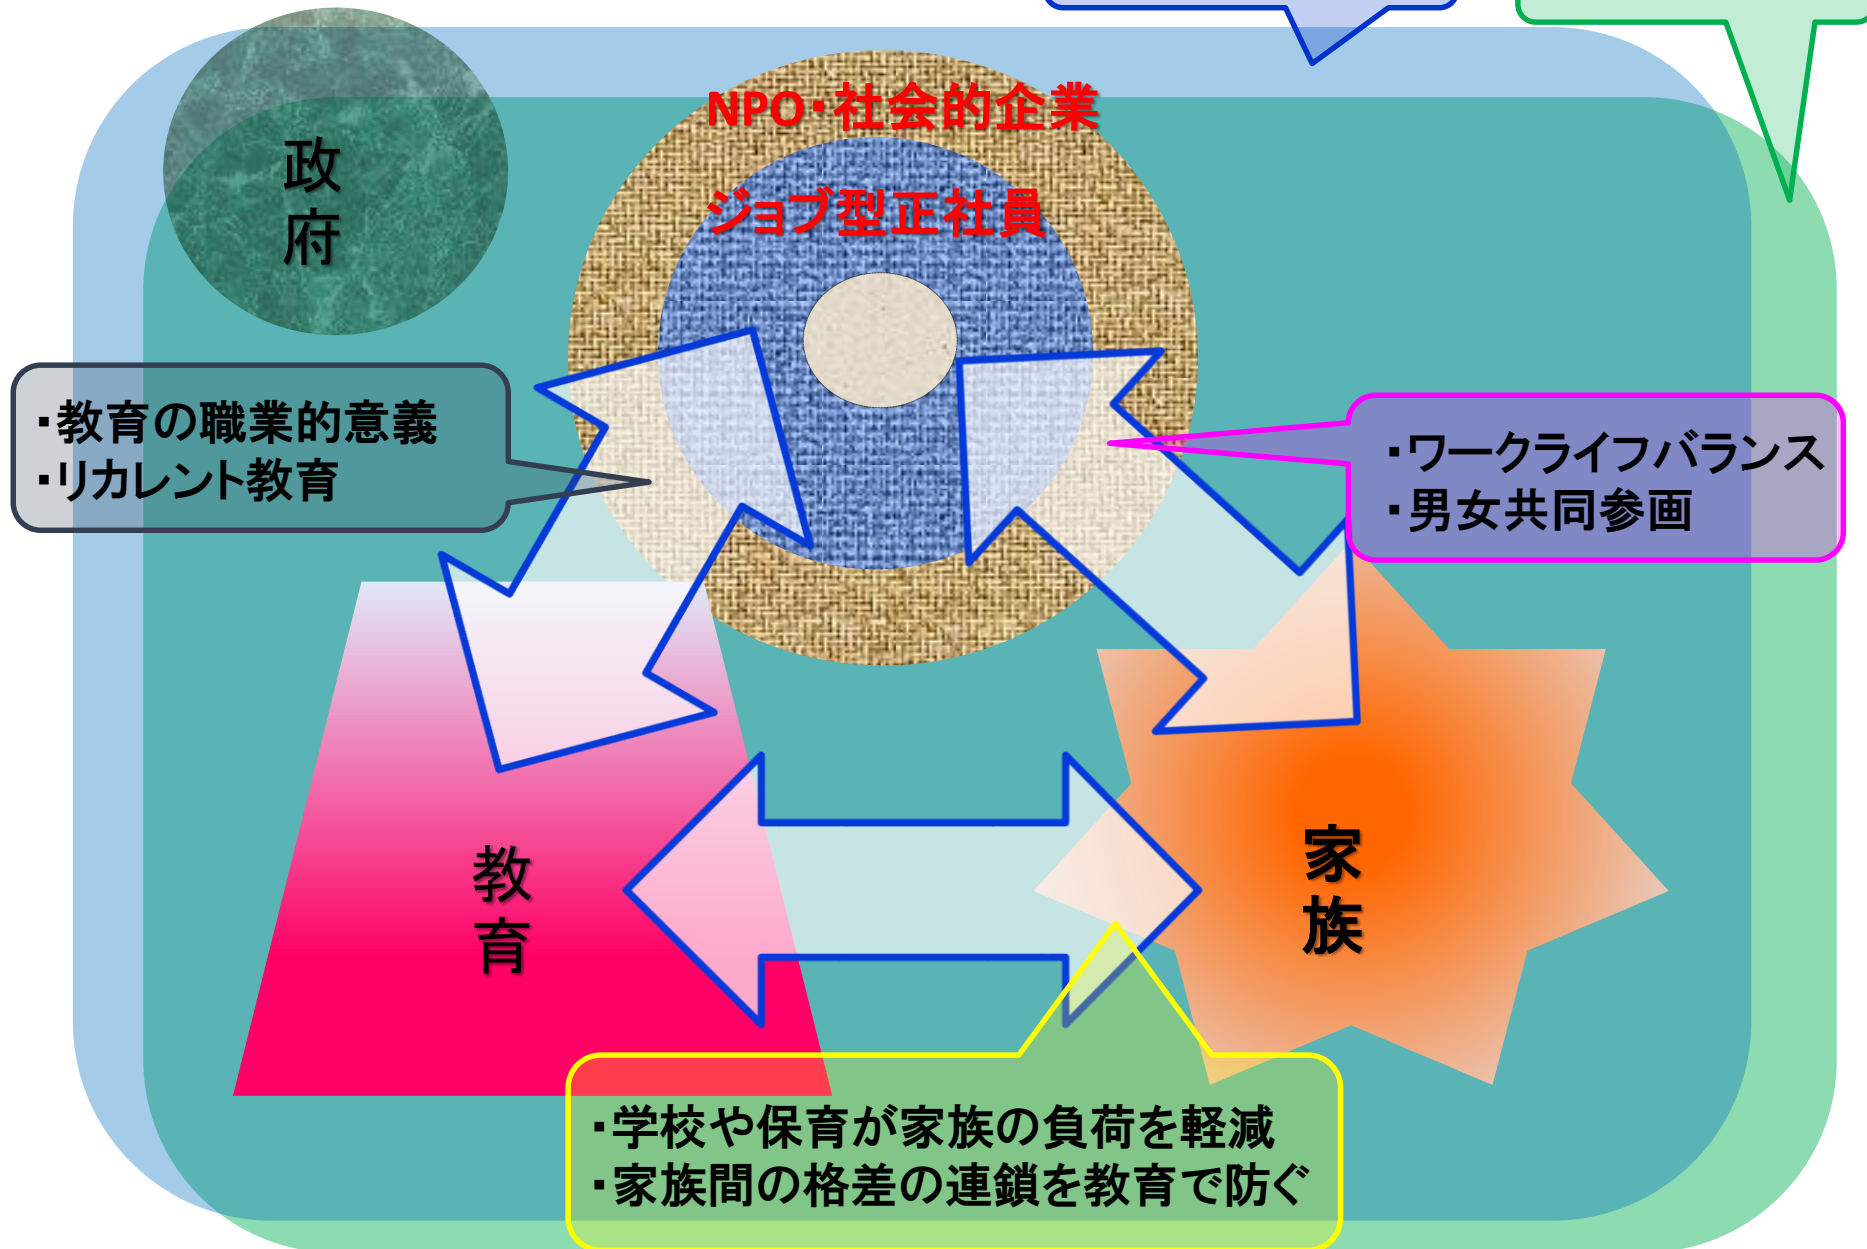 NPO・社会的企業
ジョブ型正社員
政府
・教育の職業的意義
・リカレント教育
・ワークライフバランス
・男女共同参画
教育
家族
・学校や保育が家族の負荷を軽減
・家族間の格差の連鎖を教育で防ぐ